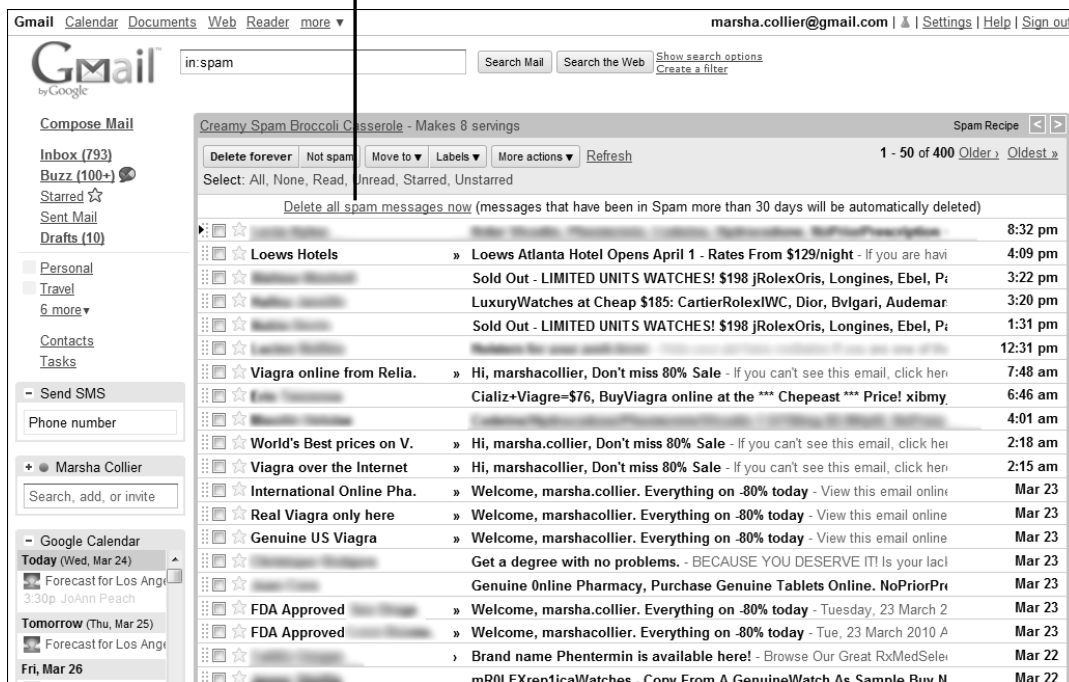 Gmail Calendar Documents Web Reader more ▼ marsha.collier@gmail.com | Settings | Help | Sign out
Gmail
by Google
in:spam Search Mail Search the Web Show search options
Create a filter
Compose Mail
Inbox (793)
Buzz (100+)
Starred
Sent Mail
Drafts (10)
Personal
Travel
6 more ▼
Contacts
Tasks
− Send SMS
Phone number
+ Marsha Collier
Search, add, or invite
− Google Calendar
Today (Wed, Mar 24)
Forecast for Los Ange
3:30p JoAnn Peach
Tomorrow (Thu, Mar 25)
Forecast for Los Ange
Fri, Mar 26
Creamy Spam Broccoli Casserole - Makes 8 servings Spam Recipe < >
Delete forever Not spam Move to ▼ Labels ▼ More actions ▼ Refresh 1 - 50 of 400 Older › Oldest »
Select: All, None, Read, Unread, Starred, Unstarred
Delete all spam messages now (messages that have been in Spam more than 30 days will be automatically deleted)
8:32 pm
Loews Hotels » Loews Atlanta Hotel Opens April 1 - Rates From $129/night - If you are havi 4:09 pm
Sold Out - LIMITED UNITS WATCHES! $198 jRolexOris, Longines, Ebel, Pa 3:22 pm
LuxuryWatches at Cheap $185: CartierRolexIWC, Dior, Bvlgari, Audemar 3:20 pm
Sold Out - LIMITED UNITS WATCHES! $198 jRolexOris, Longines, Ebel, Pa 1:31 pm
12:31 pm
Viagra online from Relia. » Hi, marshacollier, Don't miss 80% Sale - If you can't see this email, click here 7:48 am
Cializ+Viagre=$76, BuyViagra online at the *** Chepeast *** Price! xibmy 6:46 am
4:01 am
World's Best prices on V. » Hi, marsha.collier, Don't miss 80% Sale - If you can't see this email, click her 2:18 am
Viagra over the Internet » Hi, marshacollier, Don't miss 80% Sale - If you can't see this email, click here 2:15 am
International Online Pha. » Welcome, marsha.collier. Everything on -80% today - View this email online Mar 23
Real Viagra only here » Welcome, marshacollier. Everything on -80% today - View this email online Mar 23
Genuine US Viagra » Welcome, marshacollier. Everything on -80% today - View this email online Mar 23
Get a degree with no problems. - BECAUSE YOU DESERVE IT! Is your lack Mar 23
Genuine 0nline Pharmacy, Purchase Genuine Tablets Online. NoPriorPre Mar 23
FDA Approved » Welcome, marsha.collier. Everything on -80% today - Tuesday, 23 March 2 Mar 23
FDA Approved » Welcome, marshacollier. Everything on -80% today - Tue, 23 March 2010 A Mar 23
› Brand name Phentermin is available here! - Browse Our Great RxMedSele Mar 22
mR0LEXrep1icaWatches - Copy From A GenuineWatch As Sample Buy N Mar 22